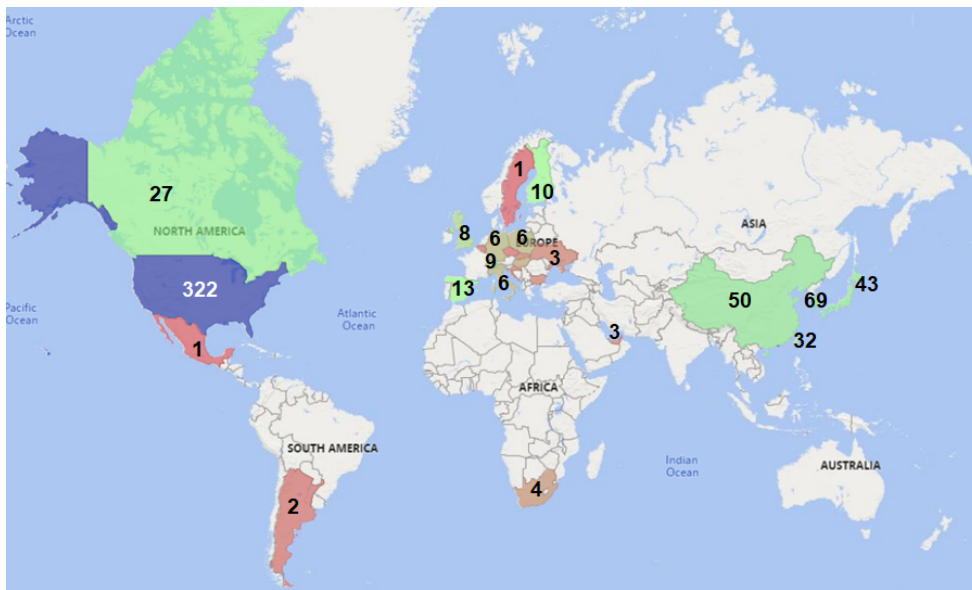 Arctic
Ocean
27
NORTH AMERICA
322
Pacific
Ocean
Atlantic
Ocean
1
SOUTH AMERICA
2
1
10
8
6
6
EUROPE
9
3
13
6
3
AFRICA
4
ASIA
50
69
43
32
Indian
Ocean
AUSTRALIA